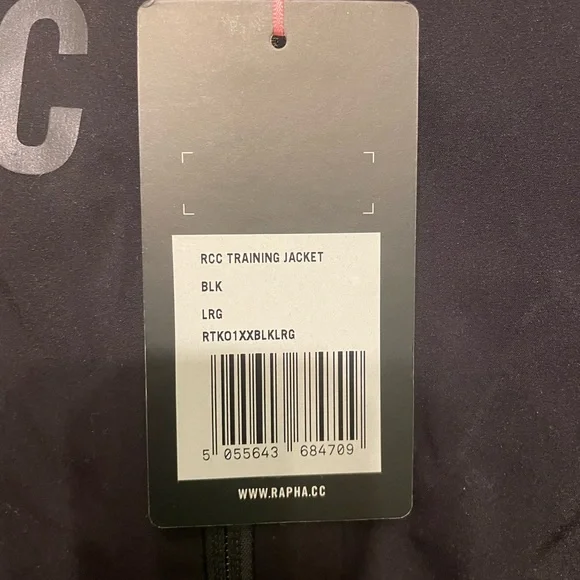 C
RCC TRAINING JACKET
BLK
LRG
RTK01XXBLKLRG
5 055643 684709
WWW.RAPHA.CC